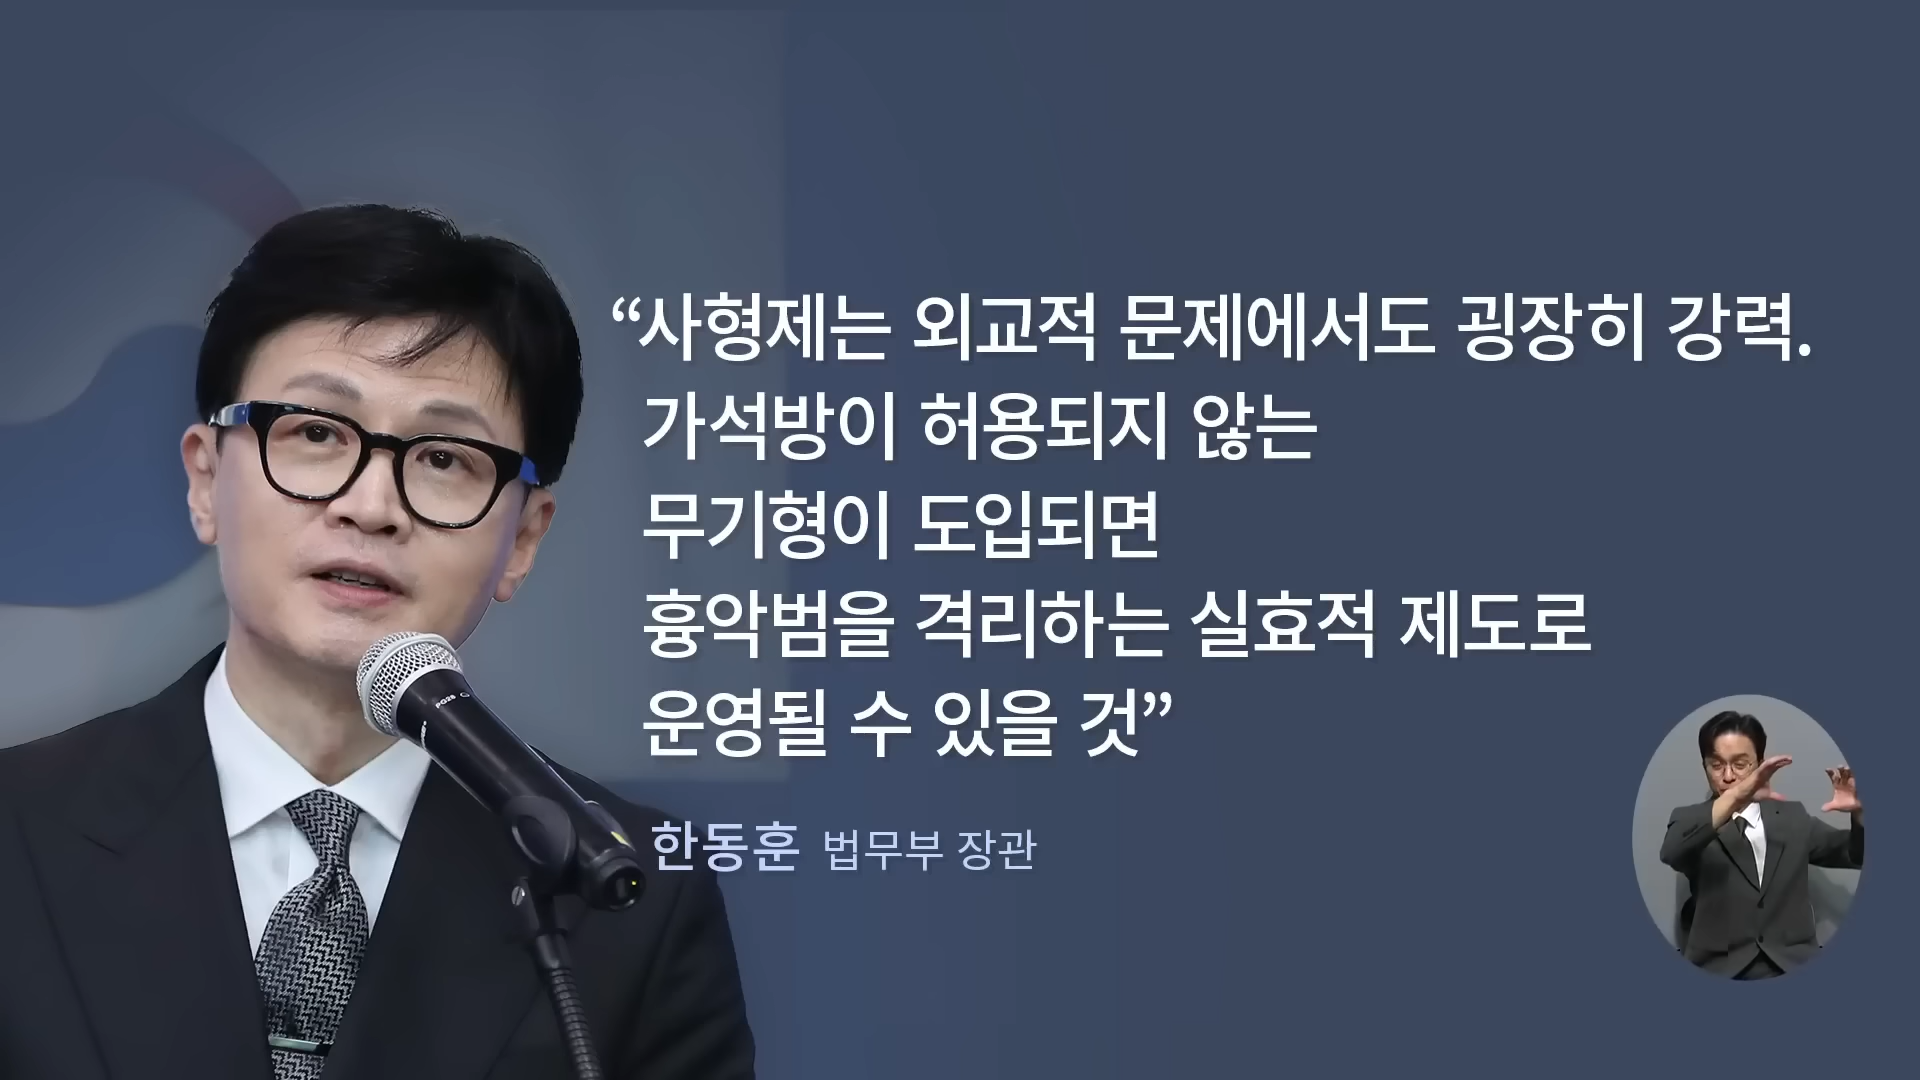 “사형제는 외교적 문제에서도 굉장히 강력.
가석방이 허용되지 않는
무기형이 도입되면
흉악범을 격리하는 실효적 제도로
운영될 수 있을 것”
한동훈 법무부 장관